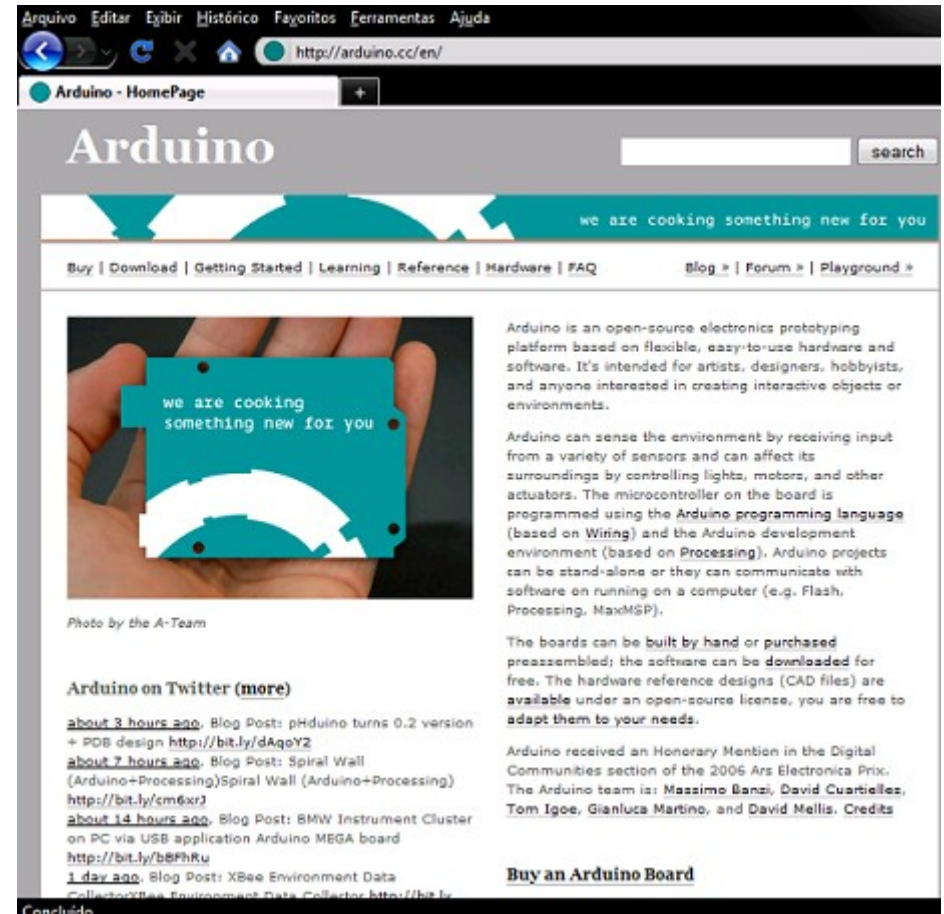 Arquivo Editar Exibir Histórico Favoritos Ferramentas Ajuda
http://arduino.cc/en/
Arduino - HomePage +
Arduino
search
we are cooking something new for you
Buy | Download | Getting Started | Learning | Reference | Hardware | FAQ
Blog » | Forum » | Playground »
we are cooking
something new for you
Photo by the A-Team
Arduino on Twitter (more)
about 3 hours ago. Blog Post: pHduino turns 0.2 version
+ PDB design http://bit.ly/dAqoY2
about 7 hours ago. Blog Post: Spiral Wall
(Arduino+Processing)Spiral Wall (Arduino+Processing)
http://bit.ly/cm6xrJ
about 14 hours ago. Blog Post: BMW Instrument Cluster
on PC via USB application Arduino MEGA board
http://bit.ly/bBFhRu
1 day ago. Blog Post: XBee Environment Data
CollectorXBee Environment Data Collector http://bit.ly
Arduino is an open-source electronics prototyping
platform based on flexible, easy-to-use hardware and
software. It's intended for artists, designers, hobbyists,
and anyone interested in creating interactive objects or
environments.
Arduino can sense the environment by receiving input
from a variety of sensors and can affect its
surroundings by controlling lights, motors, and other
actuators. The microcontroller on the board is
programmed using the Arduino programming language
(based on Wiring) and the Arduino development
environment (based on Processing). Arduino projects
can be stand-alone or they can communicate with
software on running on a computer (e.g. Flash,
Processing, MaxMSP).
The boards can be built by hand or purchased
preassembled; the software can be downloaded for
free. The hardware reference designs (CAD files) are
available under an open-source license, you are free to
adapt them to your needs.
Arduino received an Honorary Mention in the Digital
Communities section of the 2006 Ars Electronica Prix.
The Arduino team is: Massimo Banzi, David Cuartielles,
Tom Igoe, Gianluca Martino, and David Mellis. Credits
Buy an Arduino Board
Concluído